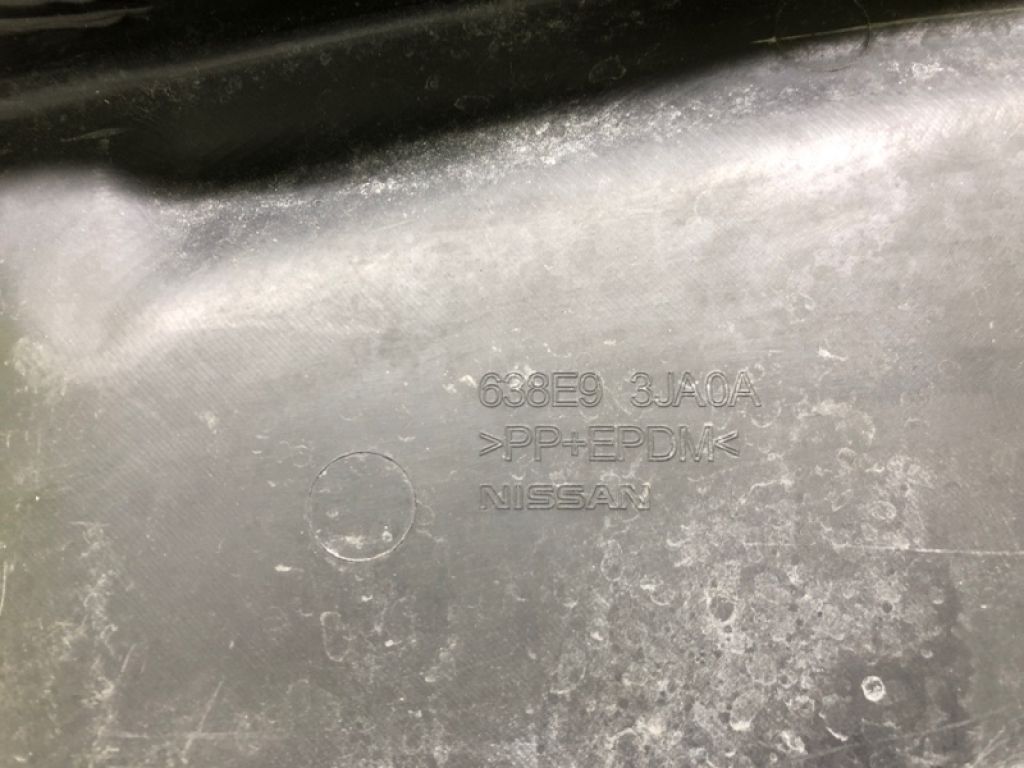 638E9 3JA0A
>PP+EPDM<
NISSAN